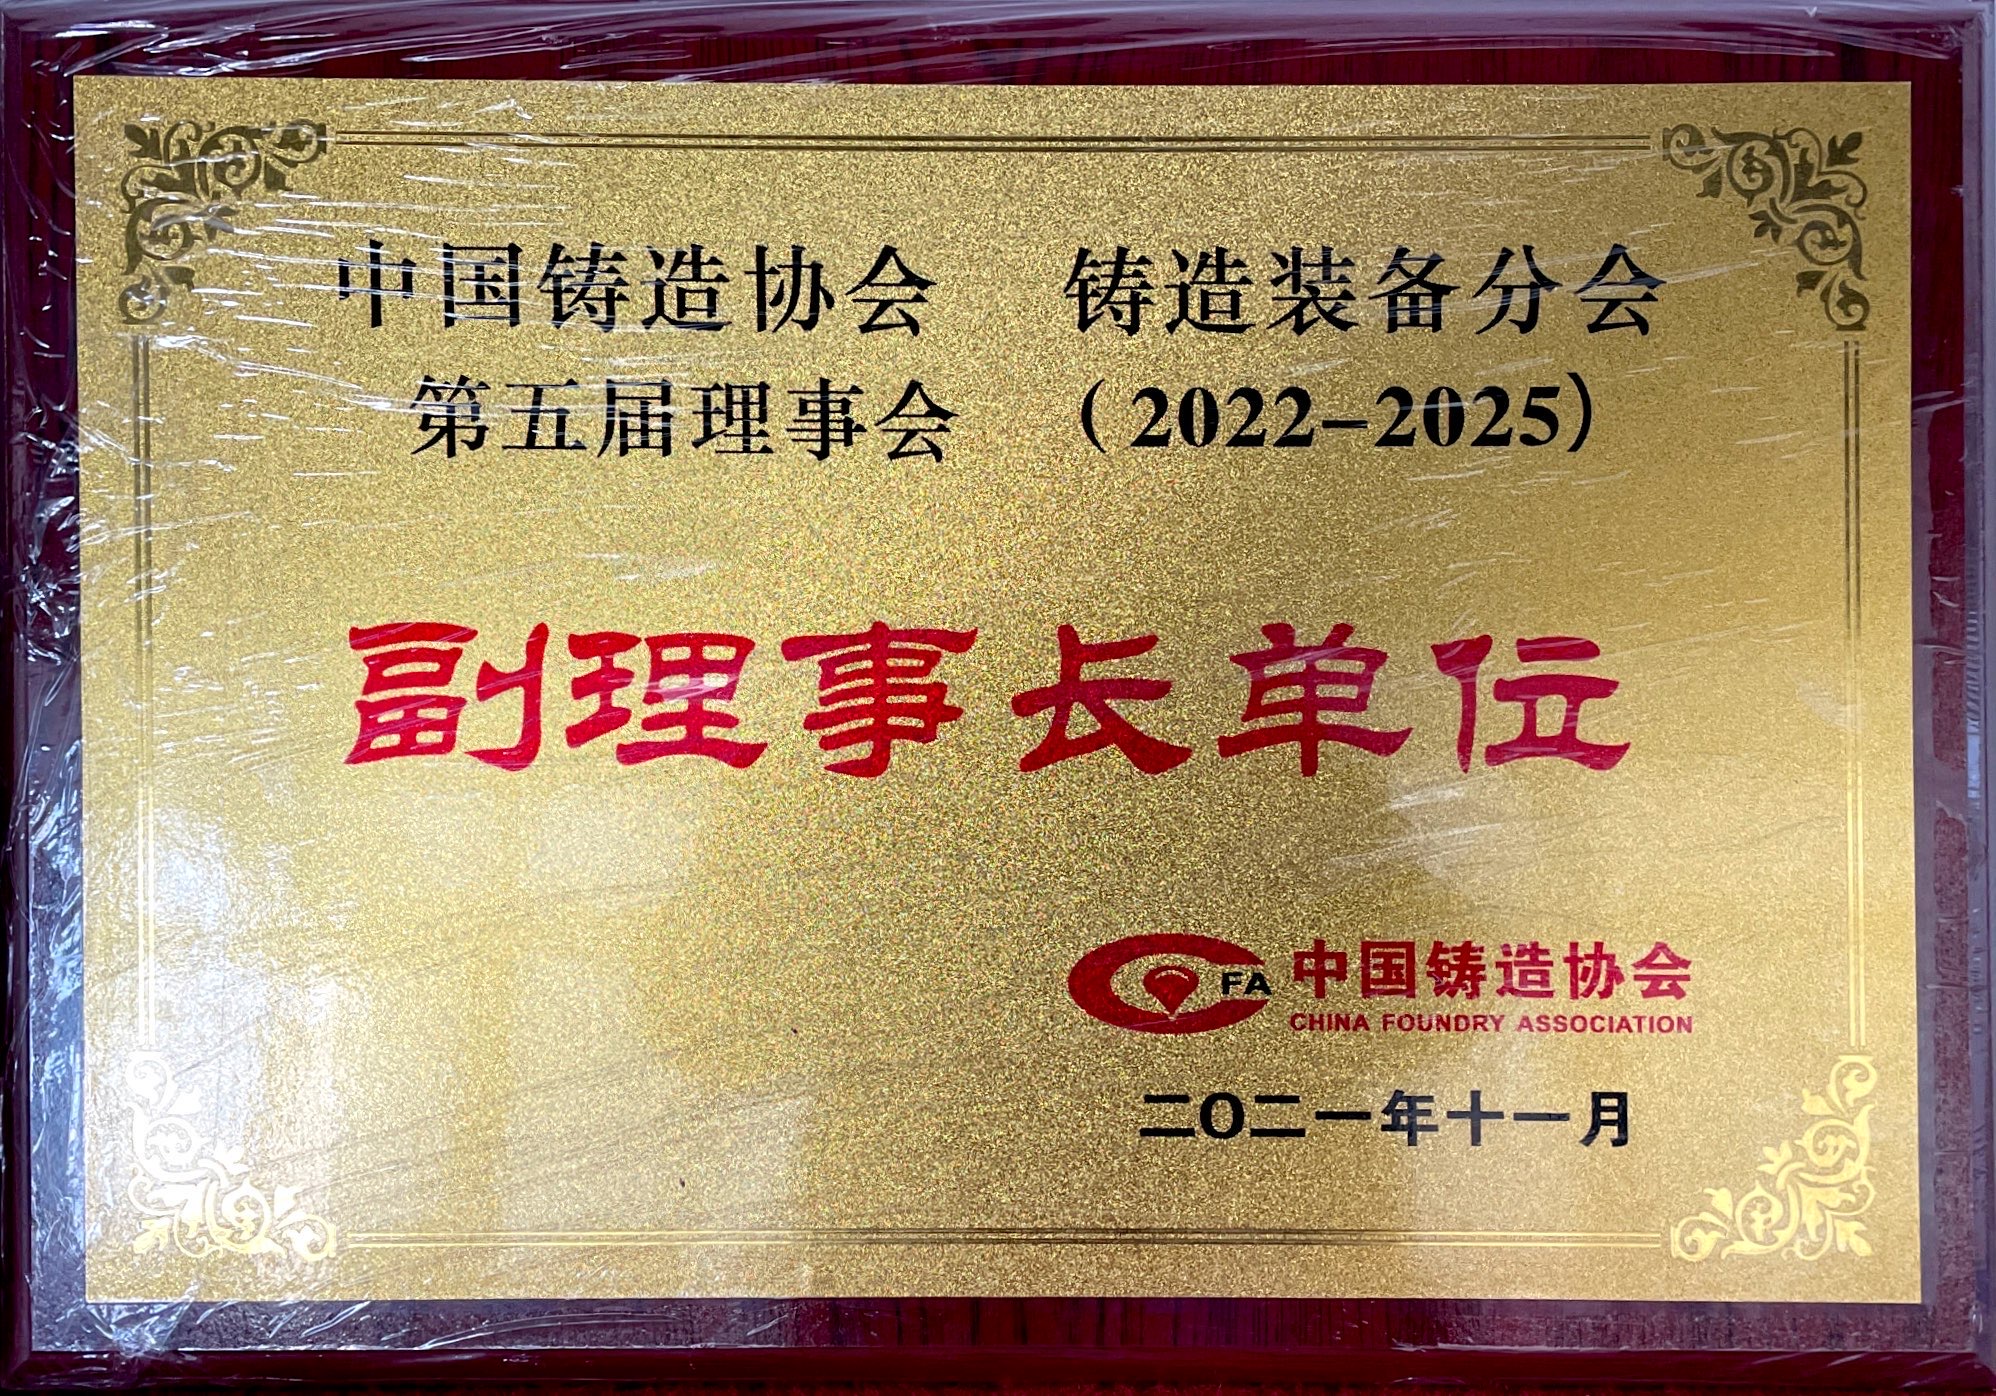 中国铸造协会 铸造装备分会
第五届理事会 （2022-2025）
副理事长单位
FA 中国铸造协会
CHINA FOUNDRY ASSOCIATION
二〇二一年十一月